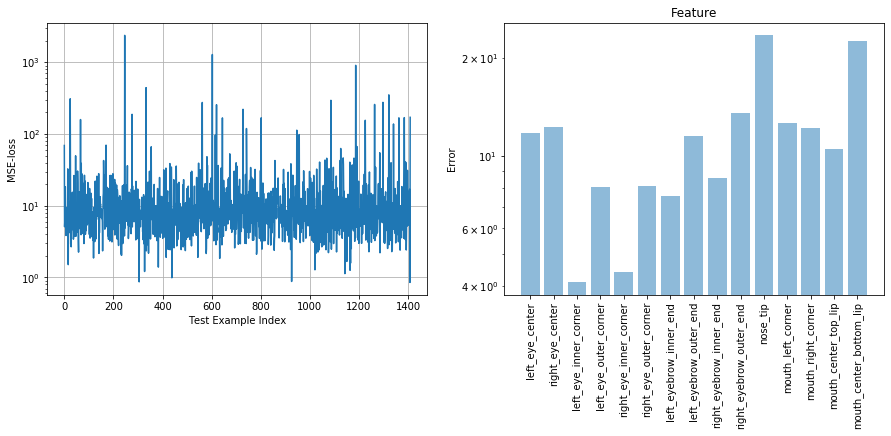 MSE-loss
10³
10²
10¹
10⁰
0
200
400
600
800
1000
1200
1400
Test Example Index
Feature
Error
2 × 10¹
10¹
6 × 10⁰
4 × 10⁰
left_eye_center
right_eye_center
left_eye_inner_corner
left_eye_outer_corner
right_eye_inner_corner
right_eye_outer_corner
left_eyebrow_inner_end
left_eyebrow_outer_end
right_eyebrow_inner_end
right_eyebrow_outer_end
nose_tip
mouth_left_corner
mouth_right_corner
mouth_center_top_lip
mouth_center_bottom_lip